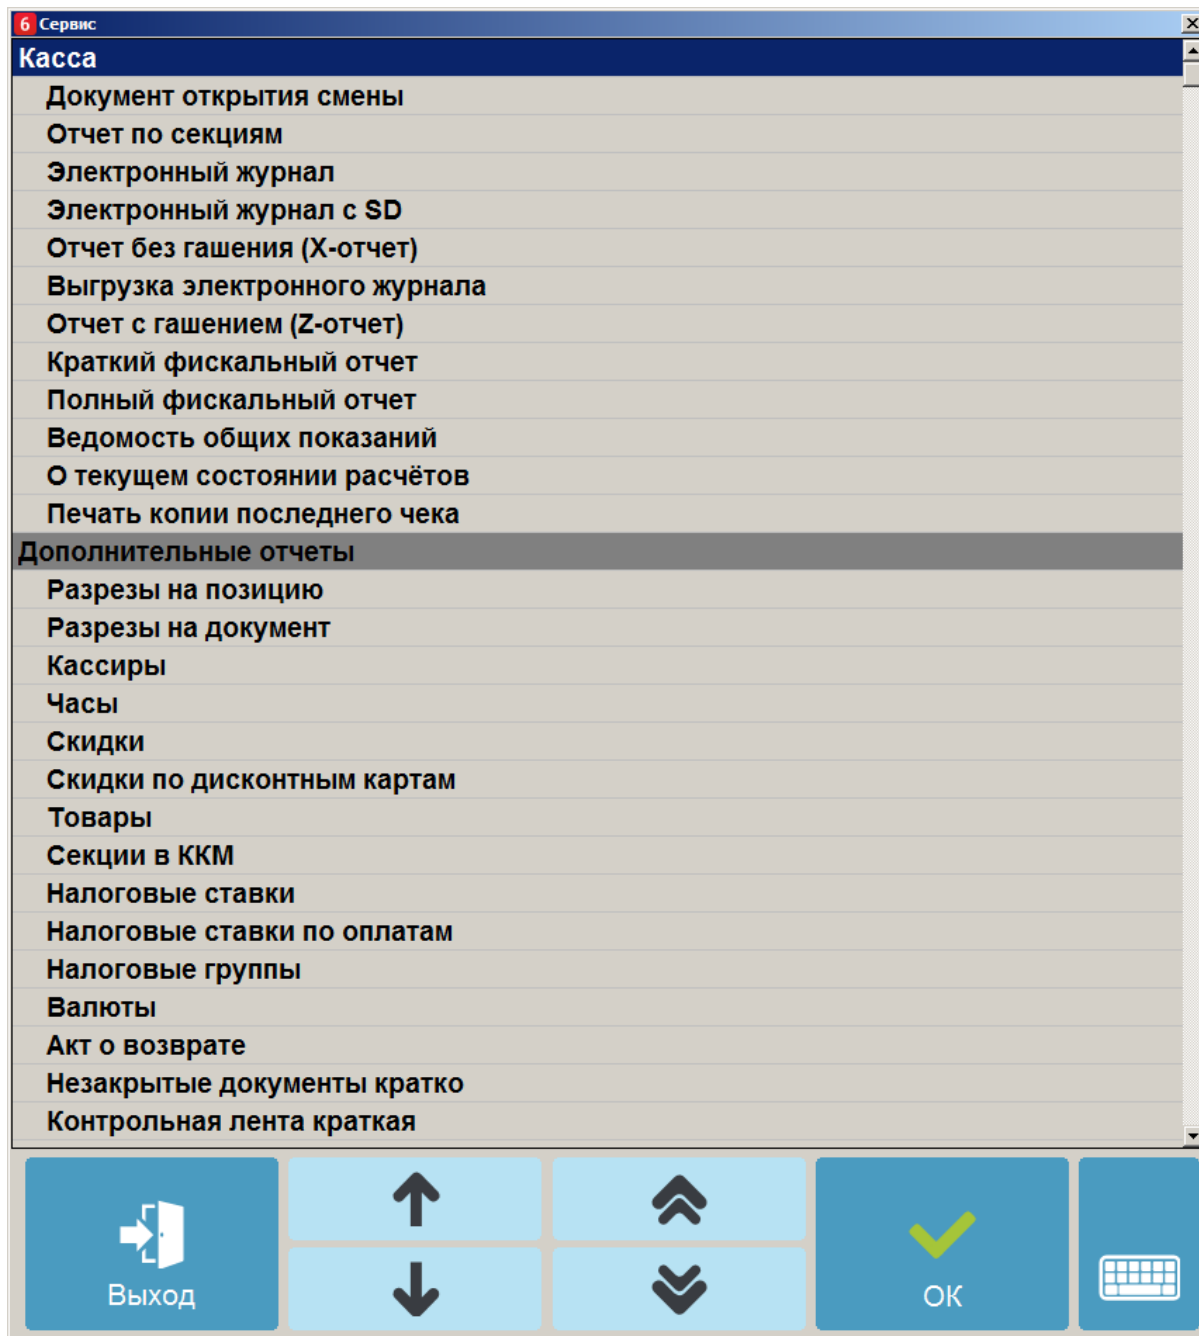 6 Сервис
Касса
Документ открытия смены
Отчет по секциям
Электронный журнал
Электронный журнал с SD
Отчет без гашения (X-отчет)
Выгрузка электронного журнала
Отчет с гашением (Z-отчет)
Краткий фискальный отчет
Полный фискальный отчет
Ведомость общих показаний
О текущем состоянии расчётов
Печать копии последнего чека
Дополнительные отчеты
Разрезы на позицию
Разрезы на документ
Кассиры
Часы
Скидки
Скидки по дисконтным картам
Товары
Секции в ККМ
Налоговые ставки
Налоговые ставки по оплатам
Налоговые группы
Валюты
Акт о возврате
Незакрытые документы кратко
Контрольная лента краткая
Выход
ОК